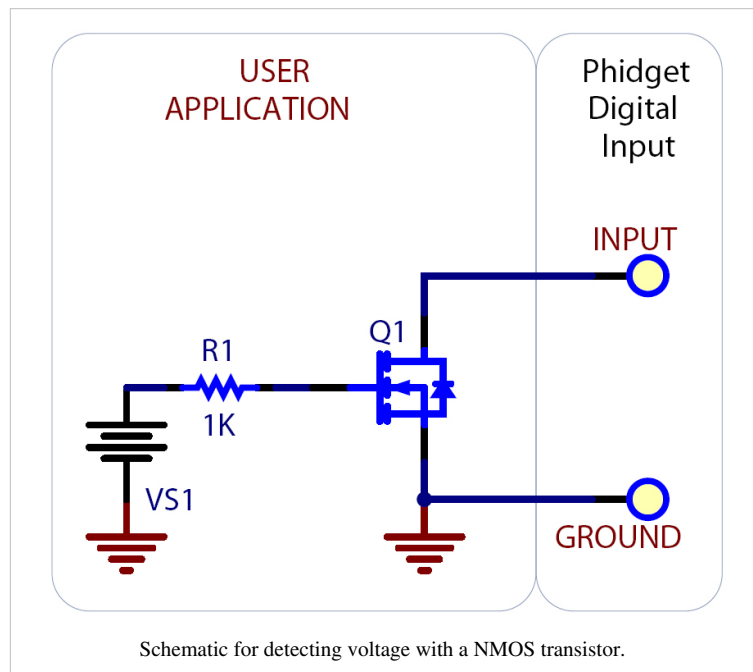 USER
APPLICATION
Phidget
Digital
Input
INPUT
Q1
R1
1K
VS1
GROUND
Schematic for detecting voltage with a NMOS transistor.